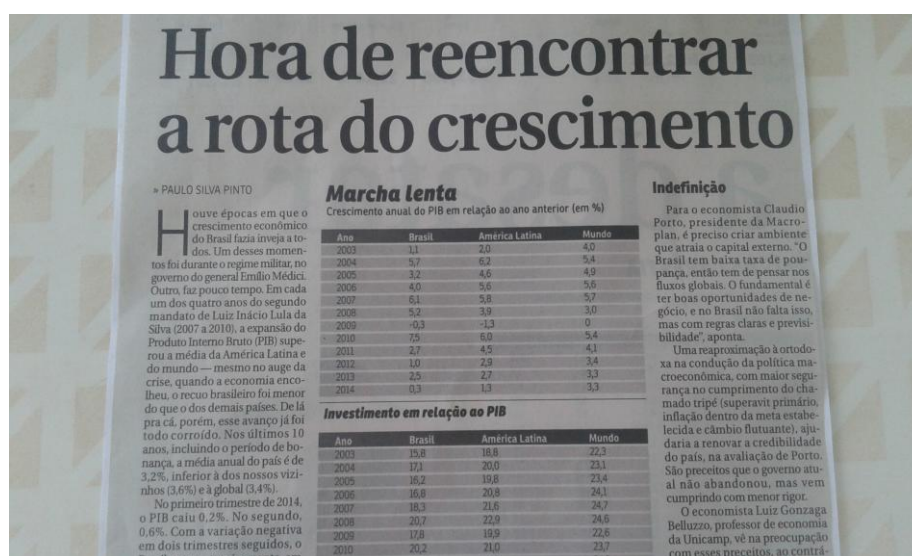 Hora de reencontrar
a rota do crescimento
» PAULO SILVA PINTO
Houve épocas em que o
crescimento econômico
do Brasil fazia inveja a to-
dos. Um desses momen-
tos foi durante o regime militar, no
governo do general Emílio Médici.
Outro, faz pouco tempo. Em cada
um dos quatro anos do segundo
mandato de Luiz Inácio Lula da
Silva (2007 a 2010), a expansão do
Produto Interno Bruto (PIB) supe-
rou a média da América Latina e
do mundo — mesmo no auge da
crise, quando a economia enco-
lheu, o recuo brasileiro foi menor
do que o dos demais países. De lá
pra cá, porém, esse avanço já foi
todo corroído. Nos últimos 10
anos, incluindo o período de bo-
nança, a média anual do país é de
3,2%, inferior à dos nossos vizi-
nhos (3,6%) e à global (3,4%).
No primeiro trimestre de 2014,
o PIB caiu 0,2%. No segundo,
0,6%. Com a variação negativa
em dois trimestres seguidos, o
Marcha lenta
Crescimento anual do PIB em relação ao ano anterior (em %)
Ano Brasil América Latina Mundo
2003 1,1 2,0 4,0
2004 5,7 6,2 5,4
2005 3,2 4,6 4,9
2006 4,0 5,6 5,6
2007 6,1 5,8 5,7
2008 5,2 3,9 3,0
2009 -0,3 -1,3 0
2010 7,5 6,0 5,4
2011 2,7 4,5 4,1
2012 1,0 2,9 3,4
2013 2,5 2,7 3,3
2014 0,3 1,3 3,3
Investimento em relação ao PIB
Ano Brasil América Latina Mundo
2003 15,8 18,8 22,3
2004 17,1 20,0 23,1
2005 16,2 19,8 23,4
2006 16,8 20,8 24,1
2007 18,3 21,6 24,7
2008 20,7 22,9 24,6
2009 17,8 19,9 22,6
2010 20,2 21,0 23,7
Indefinição
Para o economista Claudio
Porto, presidente da Macro-
plan, é preciso criar ambiente
que atraia o capital externo. "O
Brasil tem baixa taxa de pou-
pança, então tem de pensar nos
fluxos globais. O fundamental é
ter boas oportunidades de ne-
gócio, e no Brasil não falta isso,
mas com regras claras e previsi-
bilidade", aponta.
Uma reaproximação à ortodo-
xa na condução da política ma-
croeconômica, com maior segu-
rança no cumprimento do cha-
mado tripé (superavit primário,
inflação dentro da meta estabe-
lecida e câmbio flutuante), aju-
daria a renovar a credibilidade
do país, na avaliação de Porto.
São preceitos que o governo atu-
al não abandonou, mas vem
cumprindo com menor rigor.
O economista Luiz Gonzaga
Belluzzo, professor de economia
da Unicamp, vê na preocupação
com esses preceitos, ao contrá-